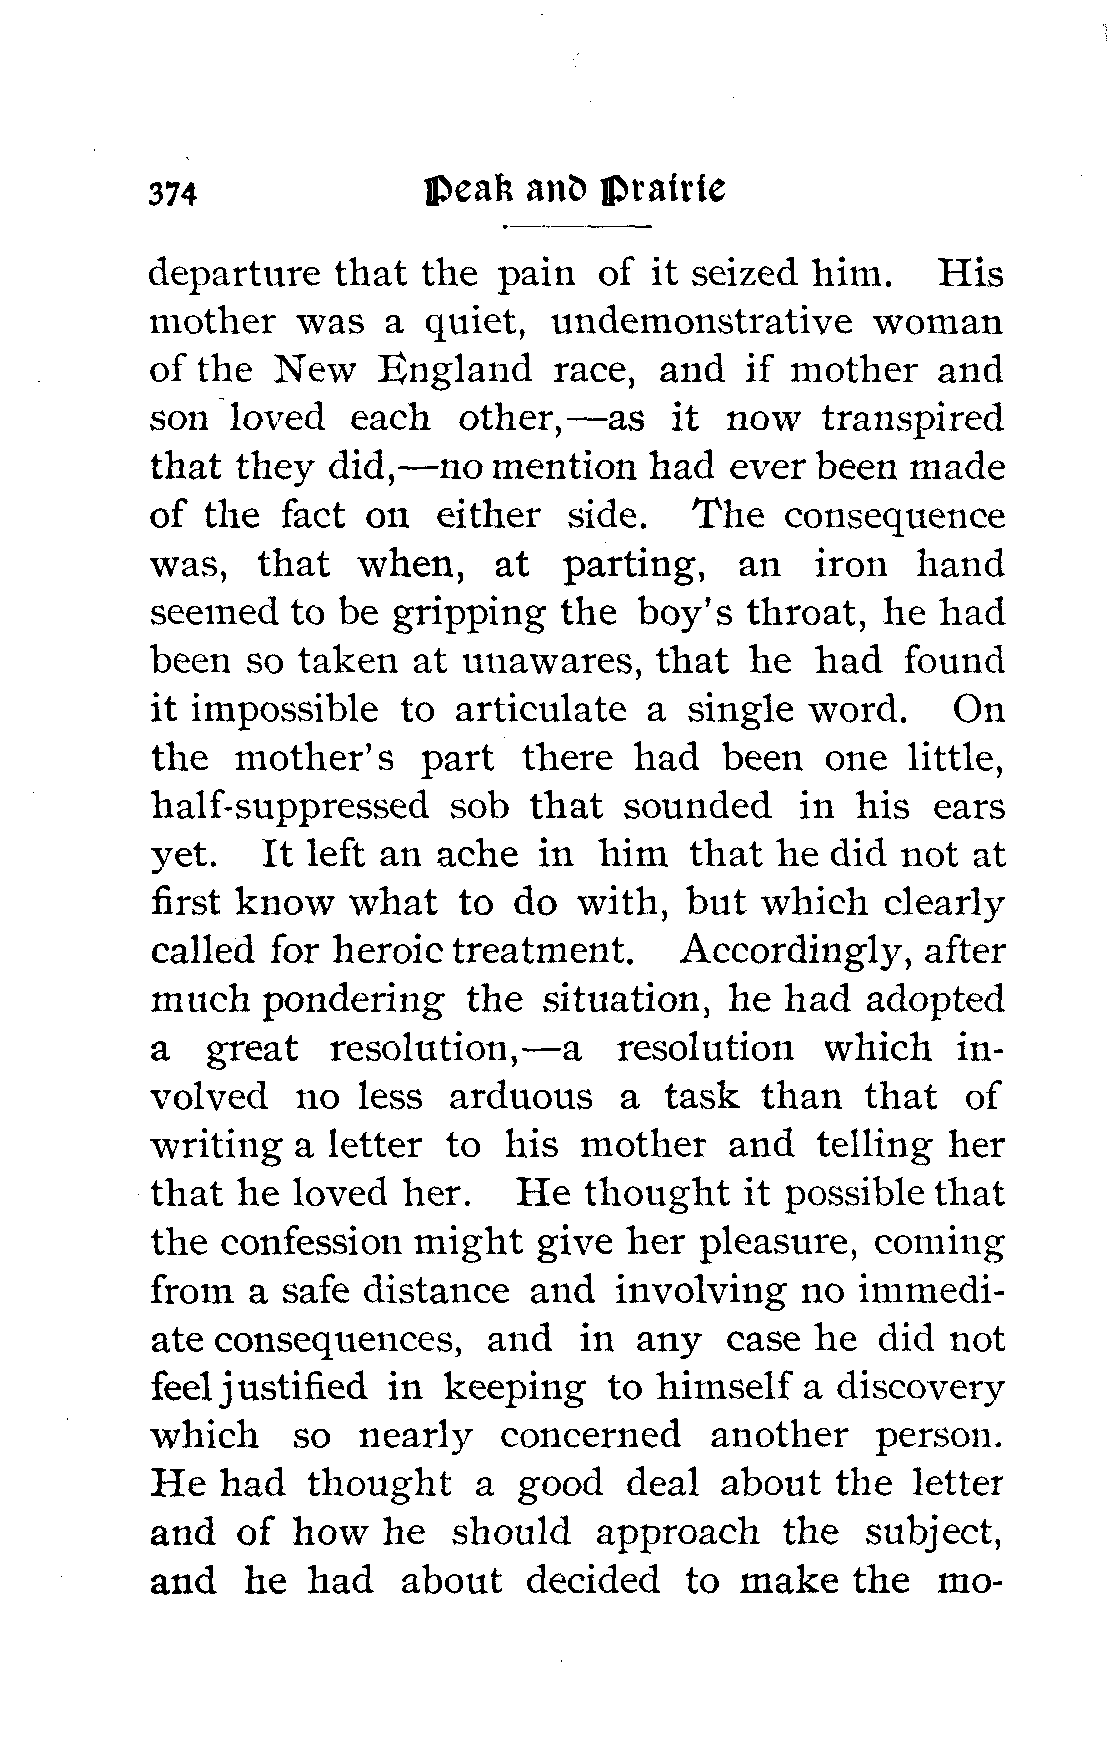 374 Peak and Prairie
departure that the pain of it seized him. His
mother was a quiet, undemonstrative woman
of the New England race, and if mother and
son loved each other,—as it now transpired
that they did,—no mention had ever been made
of the fact on either side. The consequence
was, that when, at parting, an iron hand
seemed to be gripping the boy's throat, he had
been so taken at unawares, that he had found
it impossible to articulate a single word. On
the mother's part there had been one little,
half-suppressed sob that sounded in his ears
yet. It left an ache in him that he did not at
first know what to do with, but which clearly
called for heroic treatment. Accordingly, after
much pondering the situation, he had adopted
a great resolution,—a resolution which in-
volved no less arduous a task than that of
writing a letter to his mother and telling her
that he loved her. He thought it possible that
the confession might give her pleasure, coming
from a safe distance and involving no immedi-
ate consequences, and in any case he did not
feel justified in keeping to himself a discovery
which so nearly concerned another person.
He had thought a good deal about the letter
and of how he should approach the subject,
and he had about decided to make the mo-